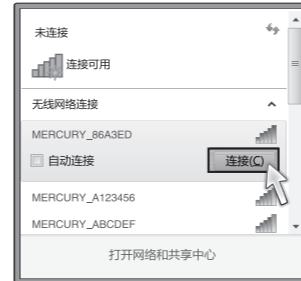 未连接
连接可用
无线网络连接
MERCURY_86A3ED
自动连接
连接(C)
MERCURY_A123456
MERCURY_ABCDEF
打开网络和共享中心